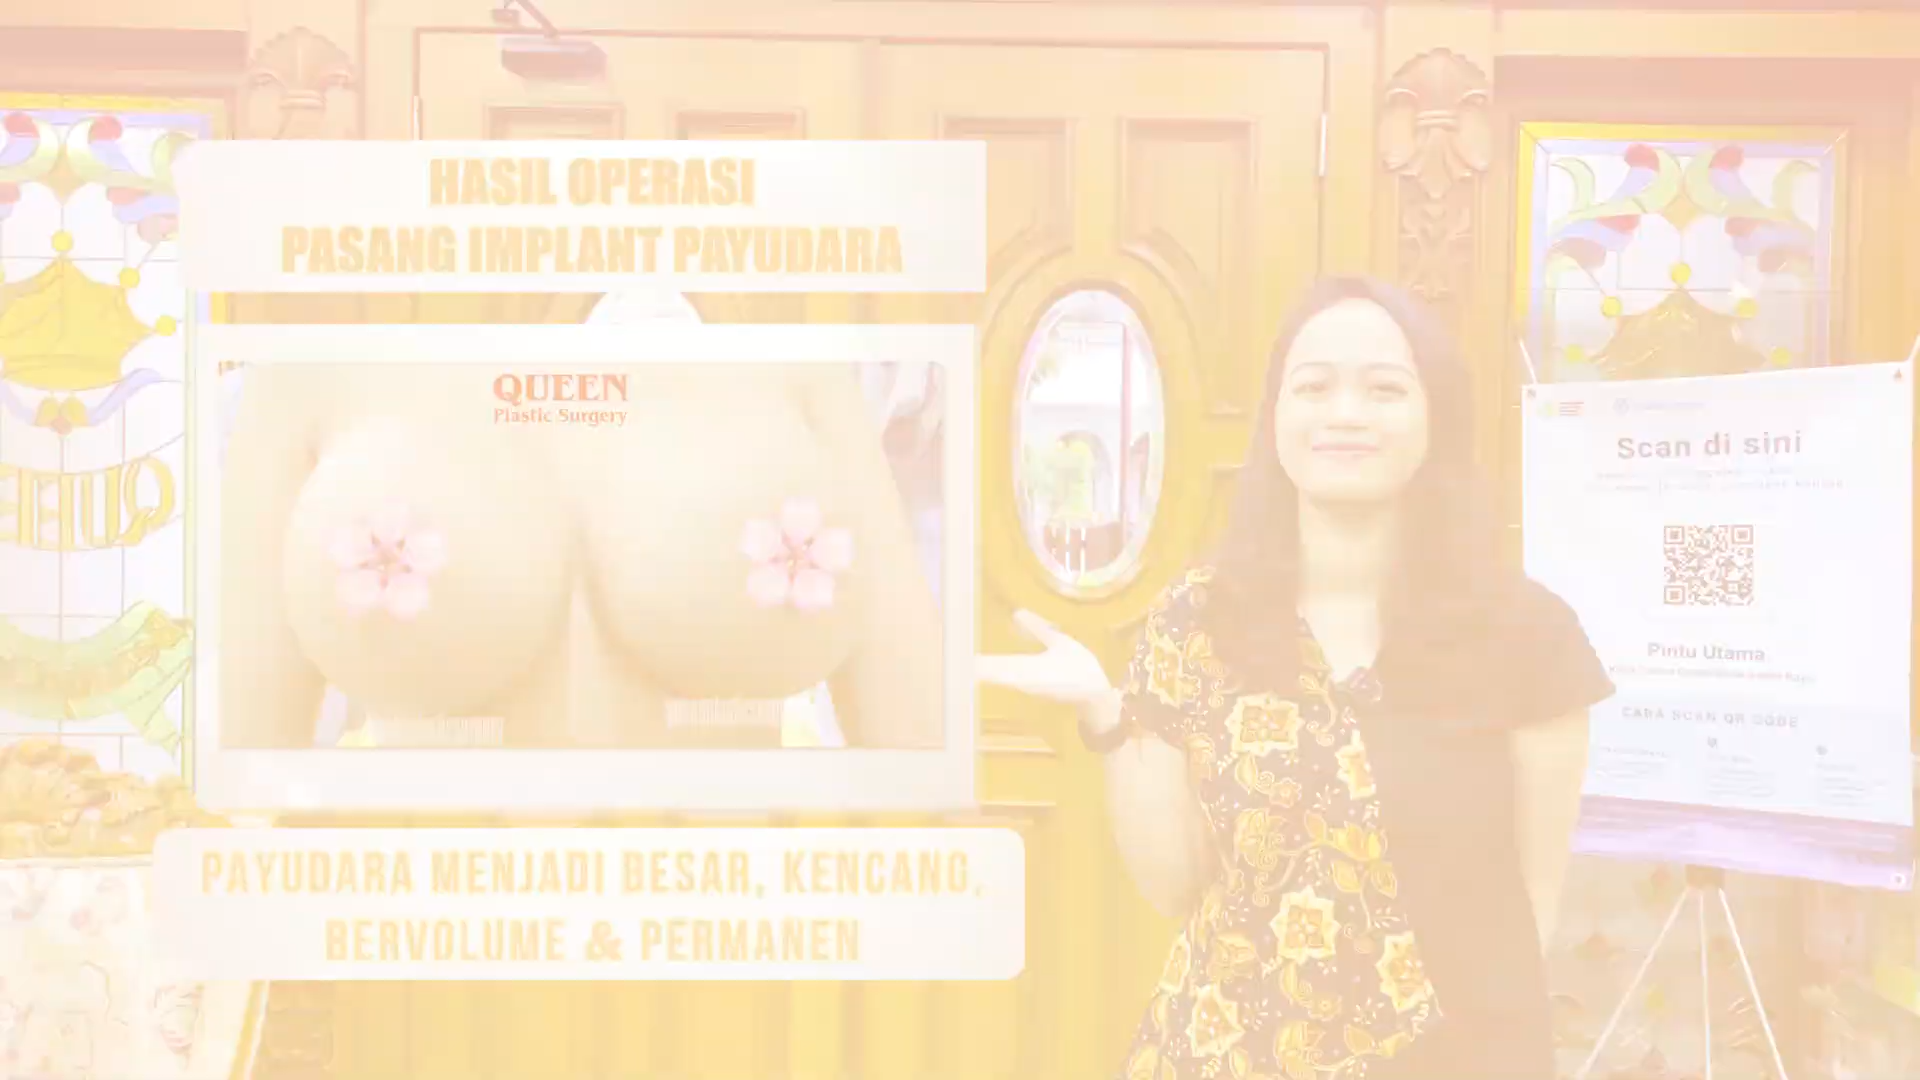 HASIL OPERASI
PASANG IMPLANT PAYUDARA
QUEEN
Plastic Surgery
PAYUDARA MENJADI BESAR, KENCANG,
BERVOLUME & PERMANEN
Scan di sini
Pintu Utama
CARA SCAN QR CODE